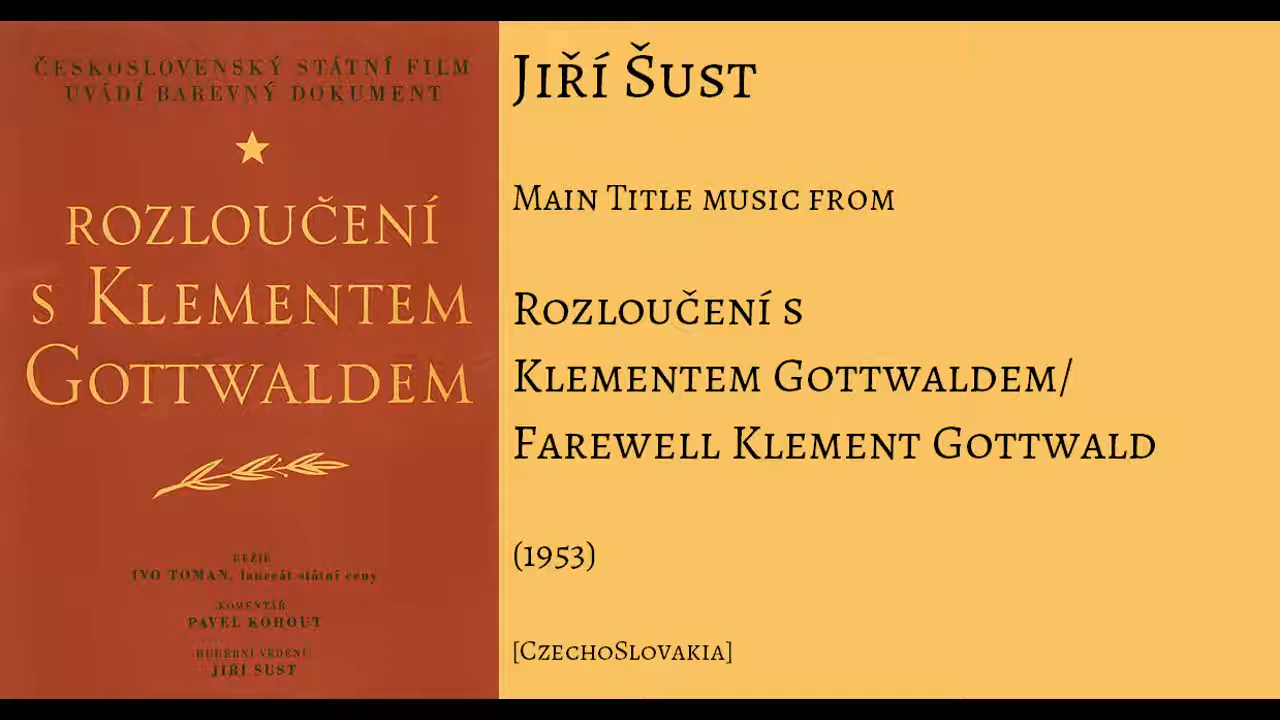 ČESKOSLOVENSKÝ STÁTNÍ FILM
UVÁDÍ BAREVNÝ DOKUMENT
ROZLOUČENÍ
S KLEMENTEM
GOTTWALDEM
REŽIE
IVO TOMAN, laureát státní ceny
KOMENTÁŘ
PAVEL KOHOUT
HUDEBNÍ VEDENÍ
JIŘÍ ŠUST
JIŘÍ ŠUST
MAIN TITLE MUSIC FROM
ROZLOUČENÍ S
KLEMENTEM GOTTWALDEM/
FAREWELL KLEMENT GOTTWALD
(1953)
[CZECHOSLOVAKIA]